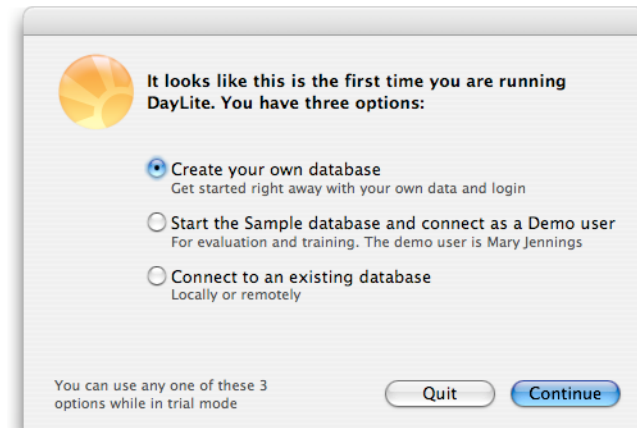 It looks like this is the first time you are running
DayLite. You have three options:
Create your own database
Get started right away with your own data and login
Start the Sample database and connect as a Demo user
For evaluation and training. The demo user is Mary Jennings
Connect to an existing database
Locally or remotely
You can use any one of these 3
options while in trial mode
Quit
Continue